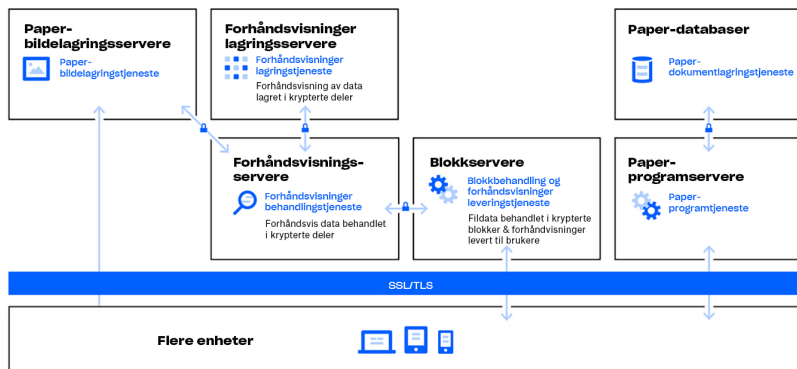 Paper-
bildelagringsservere
Paper-
bildelagringstjeneste
Forhåndsvisninger
lagringsservere
Forhåndsvisninger
lagringstjeneste
Forhåndsvisning av data
lagret i krypterte deler
Paper-databaser
Paper-
dokumentlagringstjeneste
Forhåndsvisnings-
servere
Forhåndsvisninger
behandlingstjeneste
Forhåndsvis data behandlet
i krypterte deler
Blokkservere
Blokkbehandling og
forhåndsvisninger
leveringstjeneste
Fildata behandlet i krypterte
blokker & forhåndvisninger
levert til brukere
Paper-
programservere
Paper-
programtjeneste
SSL/TLS
Flere enheter